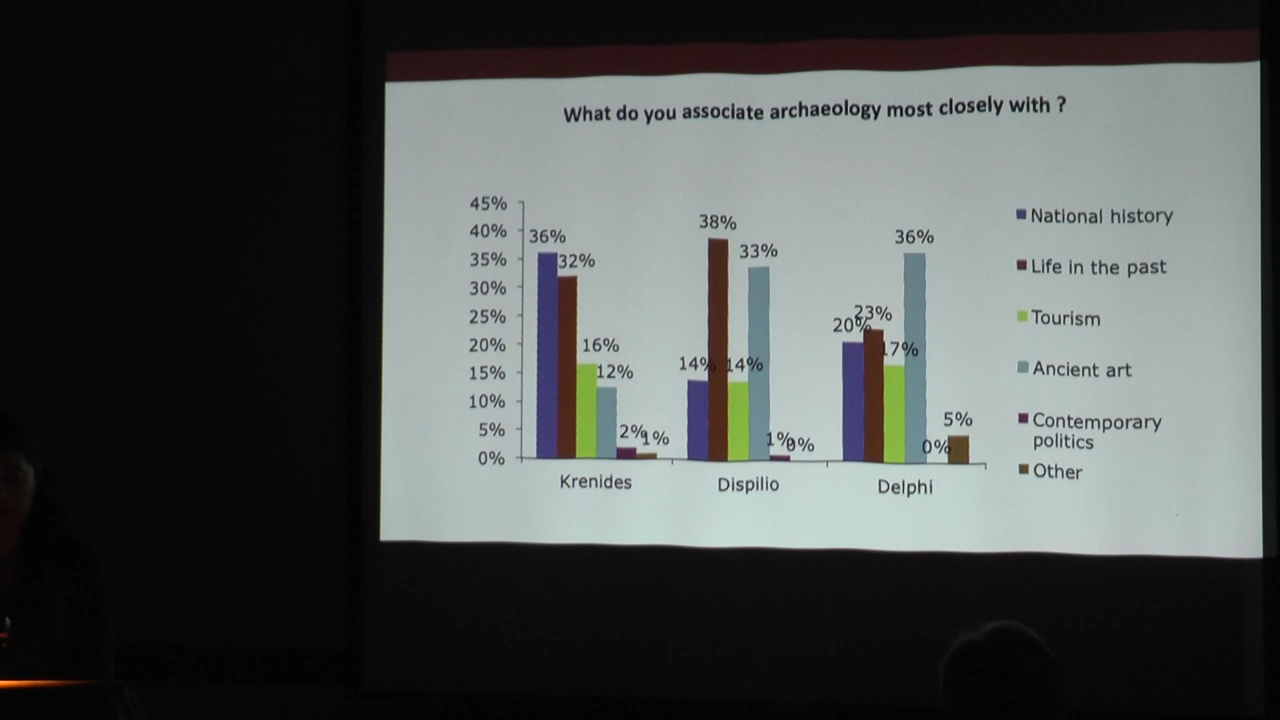 What do you associate archaeology most closely with ?
45%
40%
35%
30%
25%
20%
15%
10%
5%
0%
36%
32%
16%
12%
2%
1%
14%
38%
14%
33%
1%
0%
20%
23%
17%
36%
0%
5%
Krenides
Dispilio
Delphi
National history
Life in the past
Tourism
Ancient art
Contemporary
politics
Other